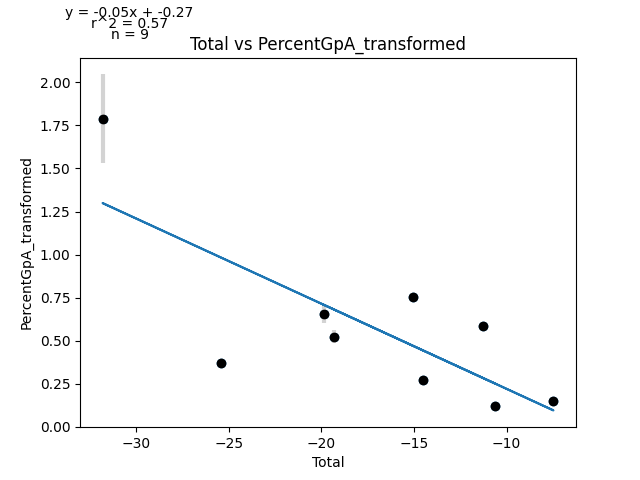 y = -0.05x + -0.27
r^2 = 0.57
n = 9
Total vs PercentGpA_transformed
PercentGpA_transformed
2.00
1.75
1.50
1.25
1.00
0.75
0.50
0.25
0.00
−30
−25
−20
−15
−10
Total